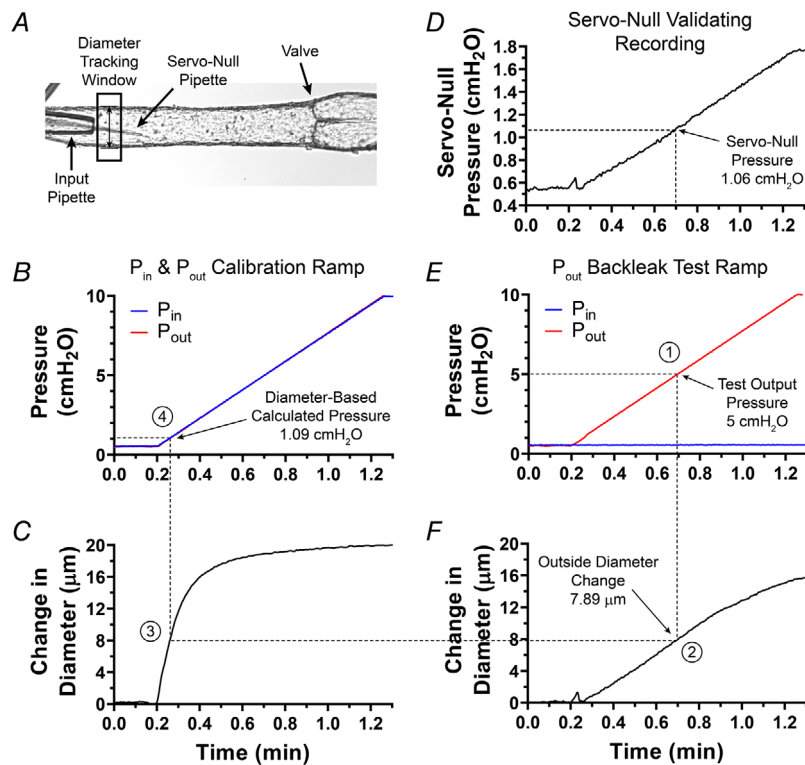 A
Diameter
Tracking
Window
Servo-Null
Pipette
Valve
Input
Pipette
D
Servo-Null Validating
Recording
Servo-Null
Pressure (cmH2O)
1.8
1.6
1.4
1.2
1.0
0.8
0.6
0.4
Servo-Null
Pressure
1.06 cmH2O
0.0 0.2 0.4 0.6 0.8 1.0 1.2
B
Pin & Pout Calibration Ramp
Pressure
(cmH2O)
10
5
0
Pin
Pout
4
Diameter-Based
Calculated Pressure
1.09 cmH2O
0.0 0.2 0.4 0.6 0.8 1.0 1.2
E
Pout Backleak Test Ramp
Pressure
(cmH2O)
10
5
0
Pin
Pout
1
Test Output
Pressure
5 cmH2O
0.0 0.2 0.4 0.6 0.8 1.0 1.2
C
Change in
Diameter (μm)
20
16
12
8
4
0
3
0.0 0.2 0.4 0.6 0.8 1.0 1.2
Time (min)
F
Change in
Diameter (μm)
20
16
12
8
4
0
Outside Diameter
Change
7.89 μm
2
0.0 0.2 0.4 0.6 0.8 1.0 1.2
Time (min)